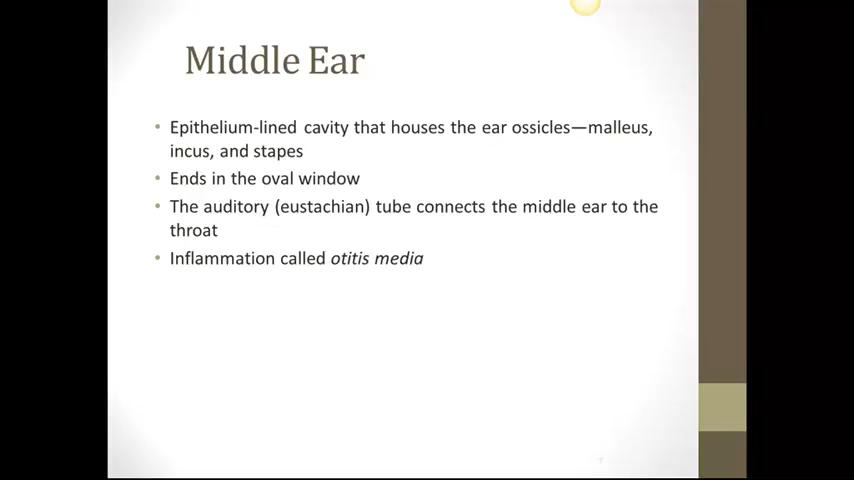 Middle Ear
• Epithelium-lined cavity that houses the ear ossicles—malleus,
incus, and stapes
• Ends in the oval window
• The auditory (eustachian) tube connects the middle ear to the
throat
• Inflammation called otitis media